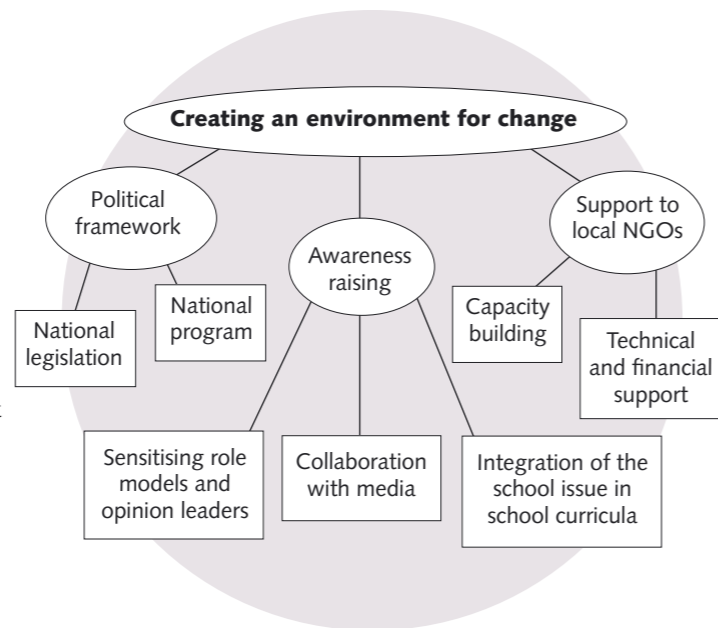 Creating an environment for change
Political
framework
Support to
local NGOs
Awareness
raising
National
legislation
National
program
Capacity
building
Technical
and financial
support
Sensitising role
models and
opinion leaders
Collaboration
with media
Integration of the
school issue in
school curricula